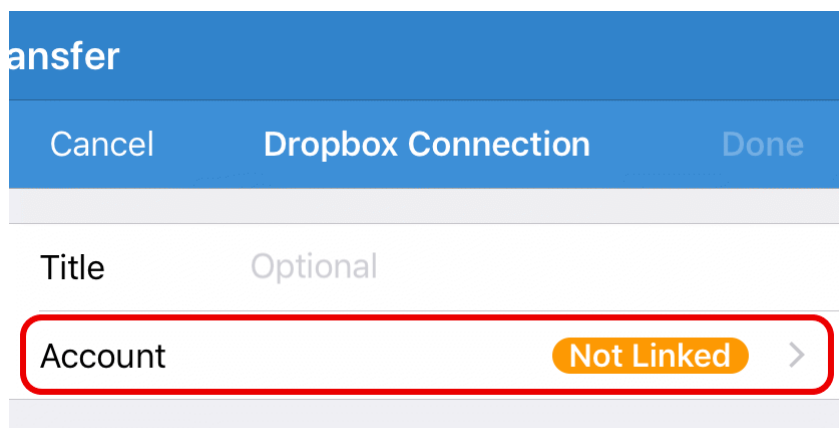 ansfer
Cancel Dropbox Connection Done
Title Optional
Account Not Linked